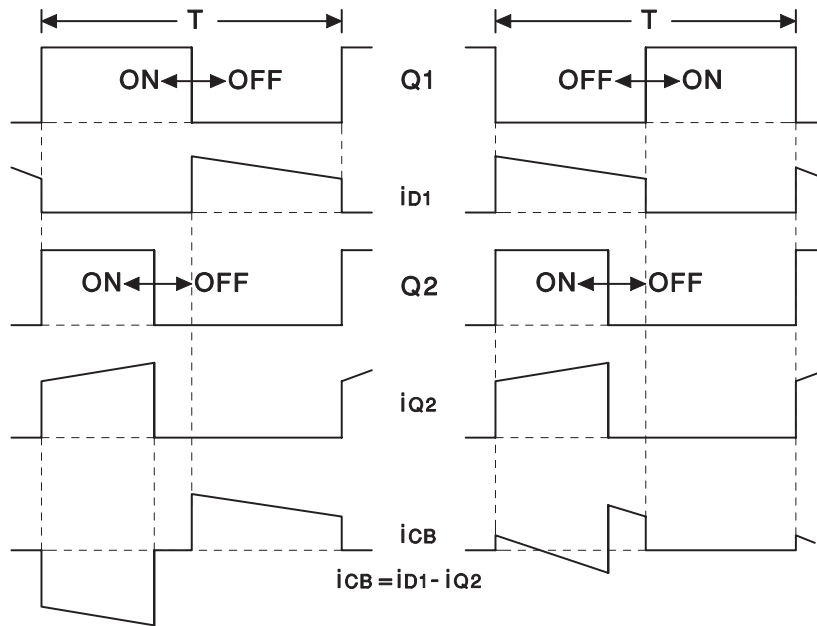 T T
ON OFF Q1 OFF ON
iD1
ON OFF Q2 ON OFF
iQ2
iCB
iCB = iD1 - iQ2